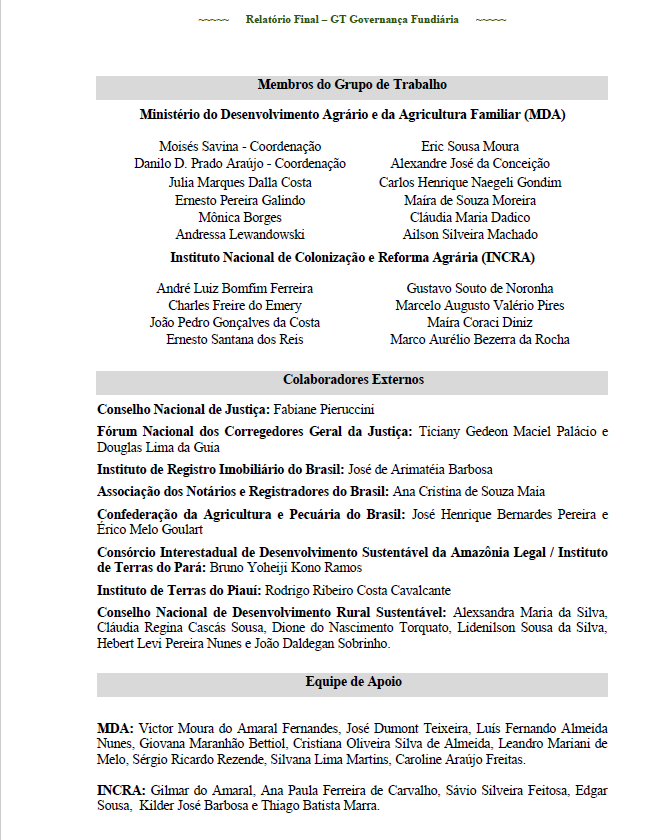 ~~~~~ Relatório Final – GT Governança Fundiária ~~~~~
Membros do Grupo de Trabalho
Ministério do Desenvolvimento Agrário e da Agricultura Familiar (MDA)
Moisés Savina - Coordenação Eric Sousa Moura
Danilo D. Prado Araújo - Coordenação Alexandre José da Conceição
Julia Marques Dalla Costa Carlos Henrique Naegeli Gondim
Ernesto Pereira Galindo Maíra de Souza Moreira
Mônica Borges Cláudia Maria Dadico
Andressa Lewandowski Ailson Silveira Machado
Instituto Nacional de Colonização e Reforma Agrária (INCRA)
André Luiz Bomfim Ferreira Gustavo Souto de Noronha
Charles Freire do Emery Marcelo Augusto Valério Pires
João Pedro Gonçalves da Costa Maíra Coraci Diniz
Ernesto Santana dos Reis Marco Aurélio Bezerra da Rocha
Colaboradores Externos
Conselho Nacional de Justiça: Fabiane Pieruccini
Fórum Nacional dos Corregedores Geral da Justiça: Ticiany Gedeon Maciel Palácio e
Douglas Lima da Guia
Instituto de Registro Imobiliário do Brasil: José de Arimatéia Barbosa
Associação dos Notários e Registradores do Brasil: Ana Cristina de Souza Maia
Confederação da Agricultura e Pecuária do Brasil: José Henrique Bernardes Pereira e
Érico Melo Goulart
Consórcio Interestadual de Desenvolvimento Sustentável da Amazônia Legal / Instituto
de Terras do Pará: Bruno Yoheiji Kono Ramos
Instituto de Terras do Piauí: Rodrigo Ribeiro Costa Cavalcante
Conselho Nacional de Desenvolvimento Rural Sustentável: Alexsandra Maria da Silva,
Cláudia Regina Cascás Sousa, Dione do Nascimento Torquato, Lidenilson Sousa da Silva,
Hebert Levi Pereira Nunes e João Daldegan Sobrinho.
Equipe de Apoio
MDA: Victor Moura do Amaral Fernandes, José Dumont Teixeira, Luís Fernando Almeida
Nunes, Giovana Maranhão Bettiol, Cristiana Oliveira Silva de Almeida, Leandro Mariani de
Melo, Sérgio Ricardo Rezende, Silvana Lima Martins, Caroline Araújo Freitas.
INCRA: Gilmar do Amaral, Ana Paula Ferreira de Carvalho, Sávio Silveira Feitosa, Edgar
Sousa, Kilder José Barbosa e Thiago Batista Marra.